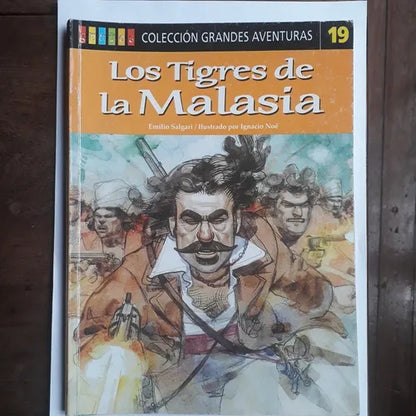 COLECCIÓN GRANDES AVENTURAS 19
Los Tigres de
la Malasia
Emilio Salgari / Ilustrado por Ignacio Noé